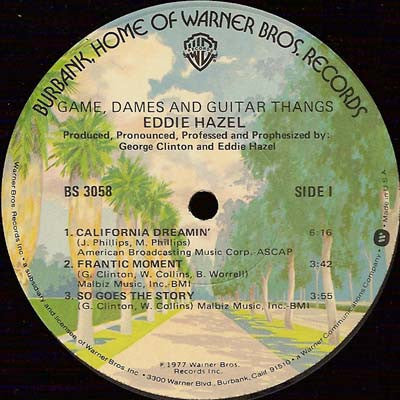 BURBANK, HOME OF WARNER BROS. RECORDS
GAME, DAMES AND GUITAR THANGS
EDDIE HAZEL
Produced, Pronounced, Professed and Prophesized by:
George Clinton and Eddie Hazel
BS 3058
SIDE I
1. CALIFORNIA DREAMIN' 6:16
(J. Phillips, M. Phillips)
American Broadcasting Music Corp.-ASCAP
2. FRANTIC MOMENT 3:42
(G. Clinton, W. Collins, B. Worrell)
Malbiz Music, Inc.-BMI
3. SO GOES THE STORY 3:55
(G. Clinton, W. Collins) Malbiz Music, Inc.-BMI
℗ 1977 Warner Bros.
Records Inc.
Warner Bros. Records Inc., a subsidiary and licensee of Warner Bros. Inc., • 3300 Warner Blvd., Burbank, Calif. 91510 • a Warner Communications Company •
Made in U.S.A.